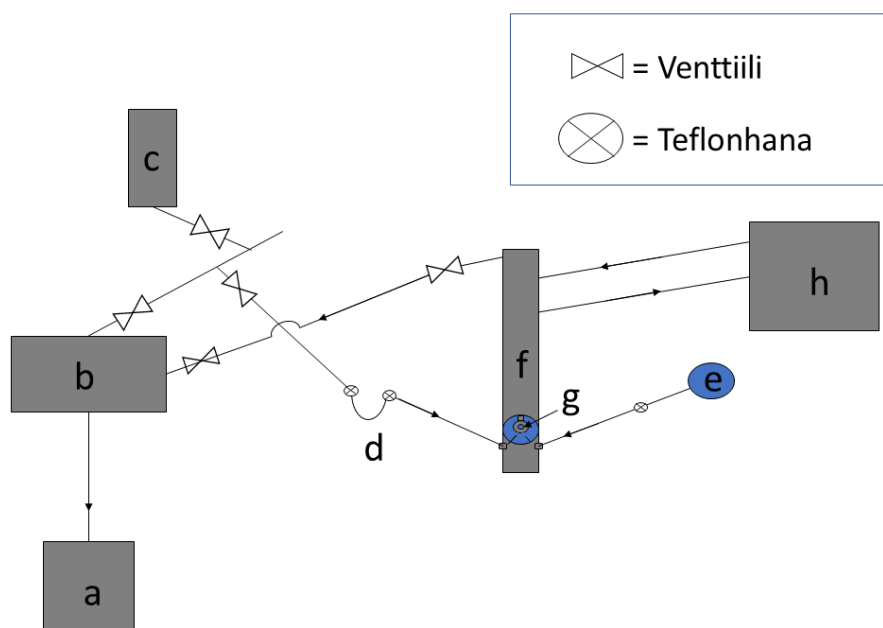 = Venttiili
= Teflonhana
c
h
b
f
e
g
d
a